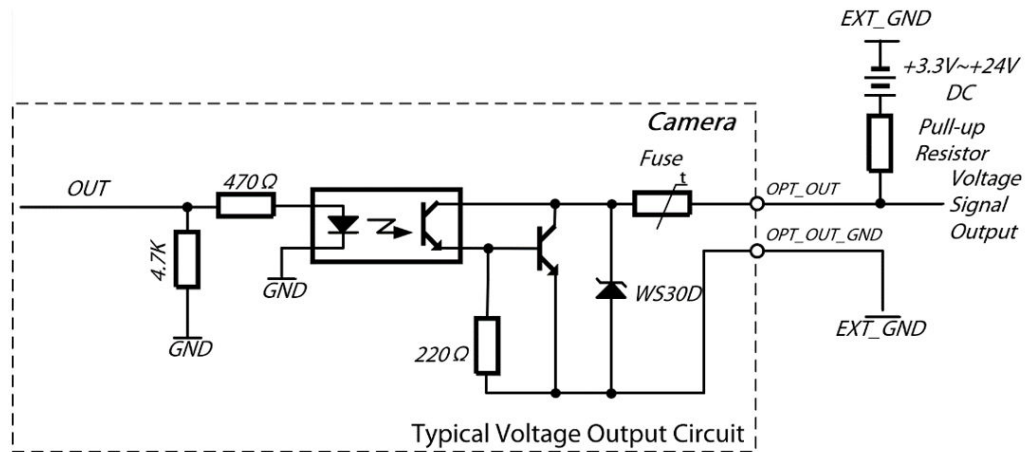 EXT_GND
+3.3V~+24V
DC
Camera
Pull-up
Resistor
Fuse
t
OUT
470Ω
OPT_OUT
Voltage
Signal
Output
OPT_OUT_GND
4.7K
GND
WS30D
EXT_GND
GND
220Ω
Typical Voltage Output Circuit